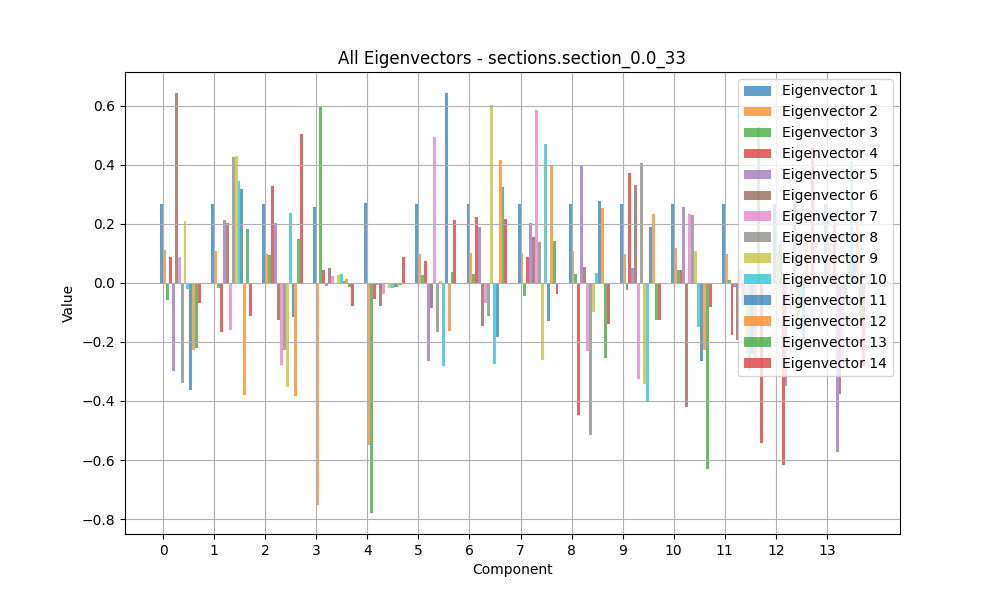 All Eigenvectors - sections.section_0.0_33
Value
0.6
0.4
0.2
0.0
−0.2
−0.4
−0.6
−0.8
Eigenvector 1
Eigenvector 2
Eigenvector 3
Eigenvector 4
Eigenvector 5
Eigenvector 6
Eigenvector 7
Eigenvector 8
Eigenvector 9
Eigenvector 10
Eigenvector 11
Eigenvector 12
Eigenvector 13
Eigenvector 14
0 1 2 3 4 5 6 7 8 9 10 11 12 13
Component